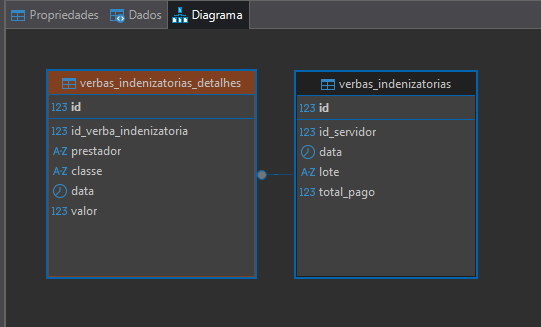 Propriedades Dados Diagrama
verbas_indenizatorias_detalhes
123 id
123 id_verba_indenizatoria
A-Z prestador
A-Z classe
data
123 valor
verbas_indenizatorias
123 id
123 id_servidor
data
A-Z lote
123 total_pago